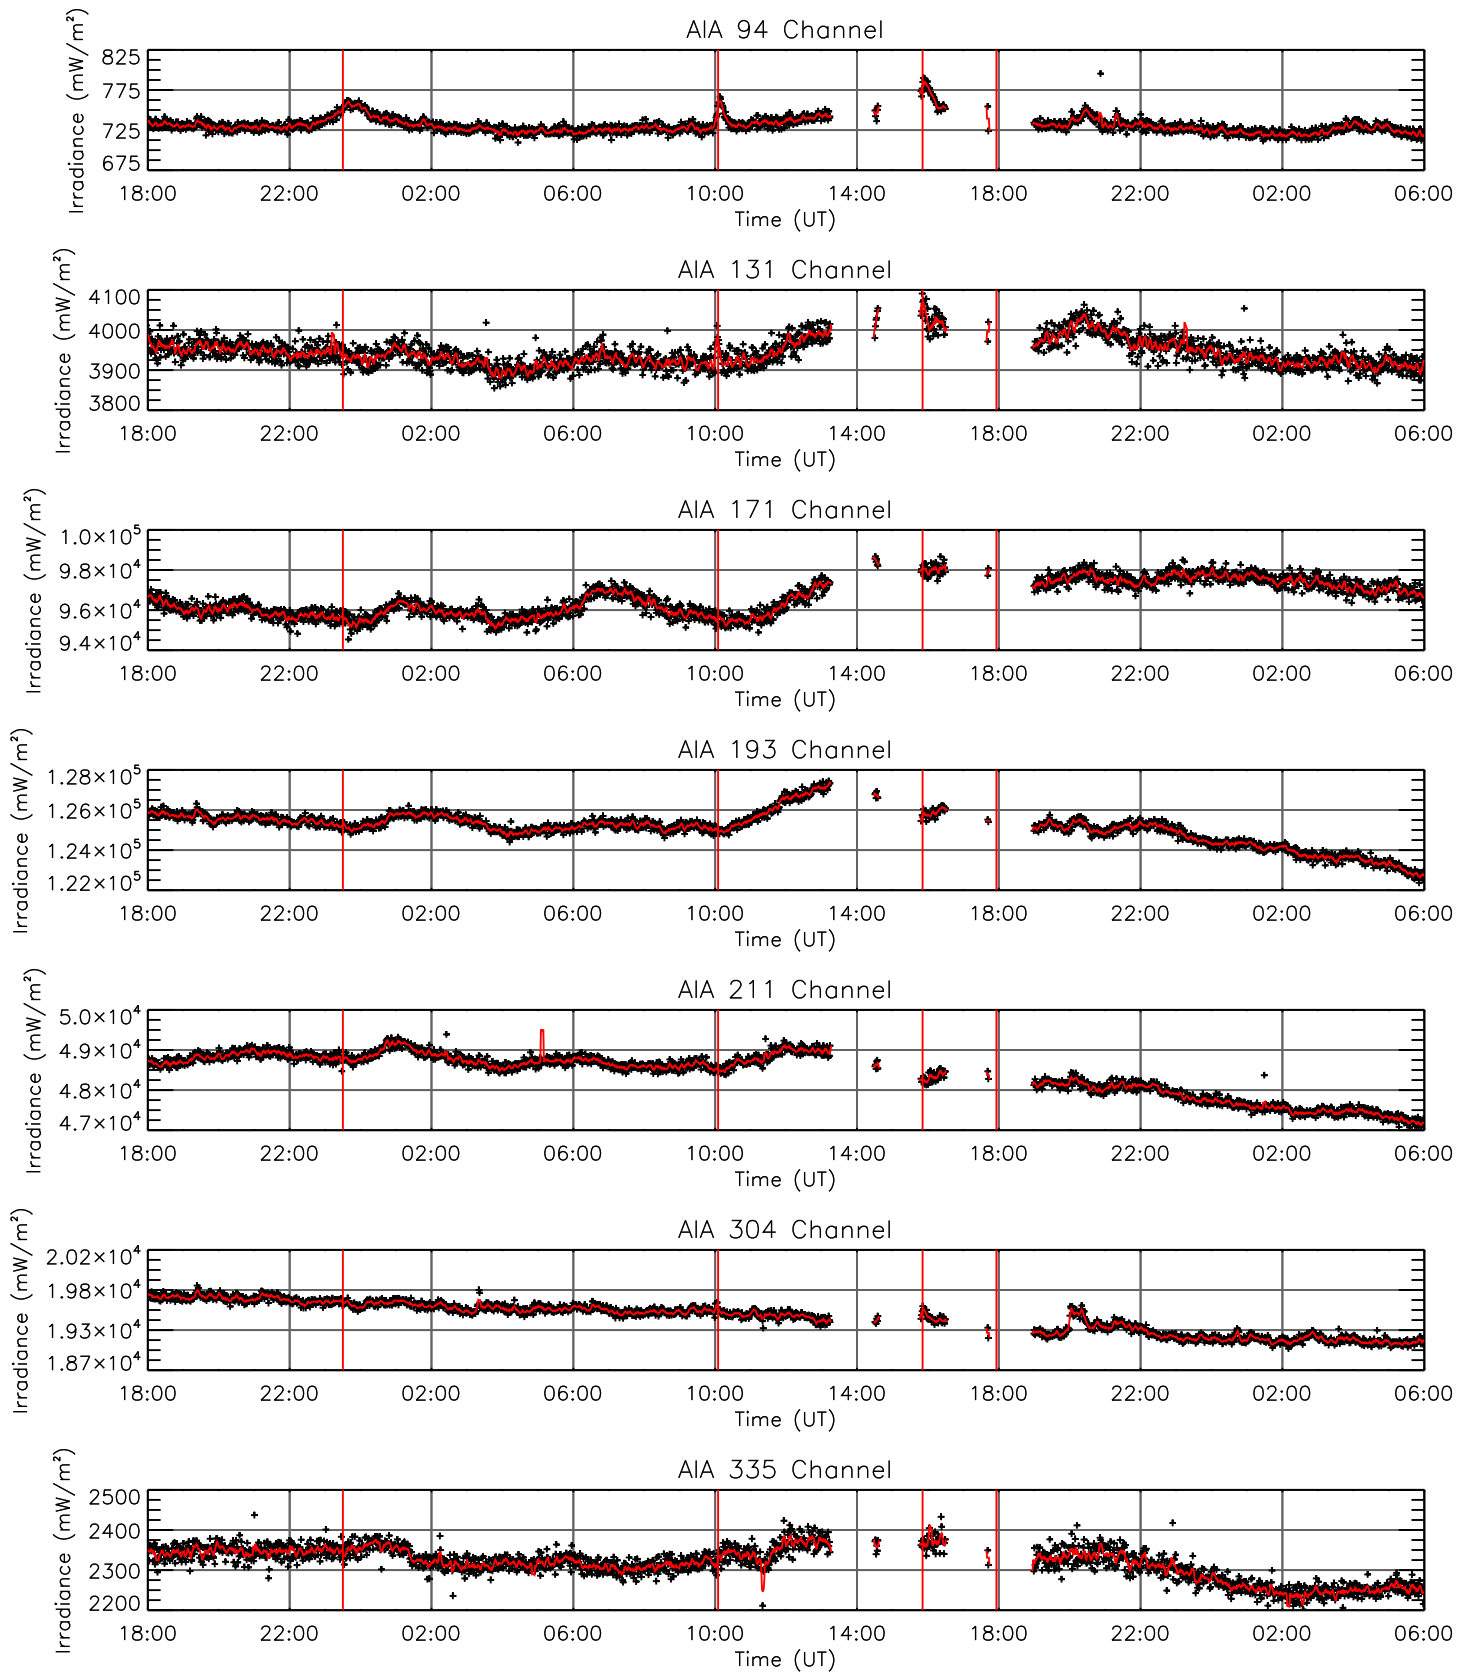 AIA 94 Channel
Irradiance (mW/m²)
825
775
725
675
18:00 22:00 02:00 06:00 10:00 14:00 18:00 22:00 02:00 06:00
Time (UT)
AIA 131 Channel
Irradiance (mW/m²)
4100
4000
3900
3800
18:00 22:00 02:00 06:00 10:00 14:00 18:00 22:00 02:00 06:00
Time (UT)
AIA 171 Channel
Irradiance (mW/m²)
1.0×10⁵
9.8×10⁴
9.6×10⁴
9.4×10⁴
18:00 22:00 02:00 06:00 10:00 14:00 18:00 22:00 02:00 06:00
Time (UT)
AIA 193 Channel
Irradiance (mW/m²)
1.28×10⁵
1.26×10⁵
1.24×10⁵
1.22×10⁵
18:00 22:00 02:00 06:00 10:00 14:00 18:00 22:00 02:00 06:00
Time (UT)
AIA 211 Channel
Irradiance (mW/m²)
5.0×10⁴
4.9×10⁴
4.8×10⁴
4.7×10⁴
18:00 22:00 02:00 06:00 10:00 14:00 18:00 22:00 02:00 06:00
Time (UT)
AIA 304 Channel
Irradiance (mW/m²)
2.02×10⁴
1.98×10⁴
1.93×10⁴
1.87×10⁴
18:00 22:00 02:00 06:00 10:00 14:00 18:00 22:00 02:00 06:00
Time (UT)
AIA 335 Channel
Irradiance (mW/m²)
2500
2400
2300
2200
18:00 22:00 02:00 06:00 10:00 14:00 18:00 22:00 02:00 06:00
Time (UT)